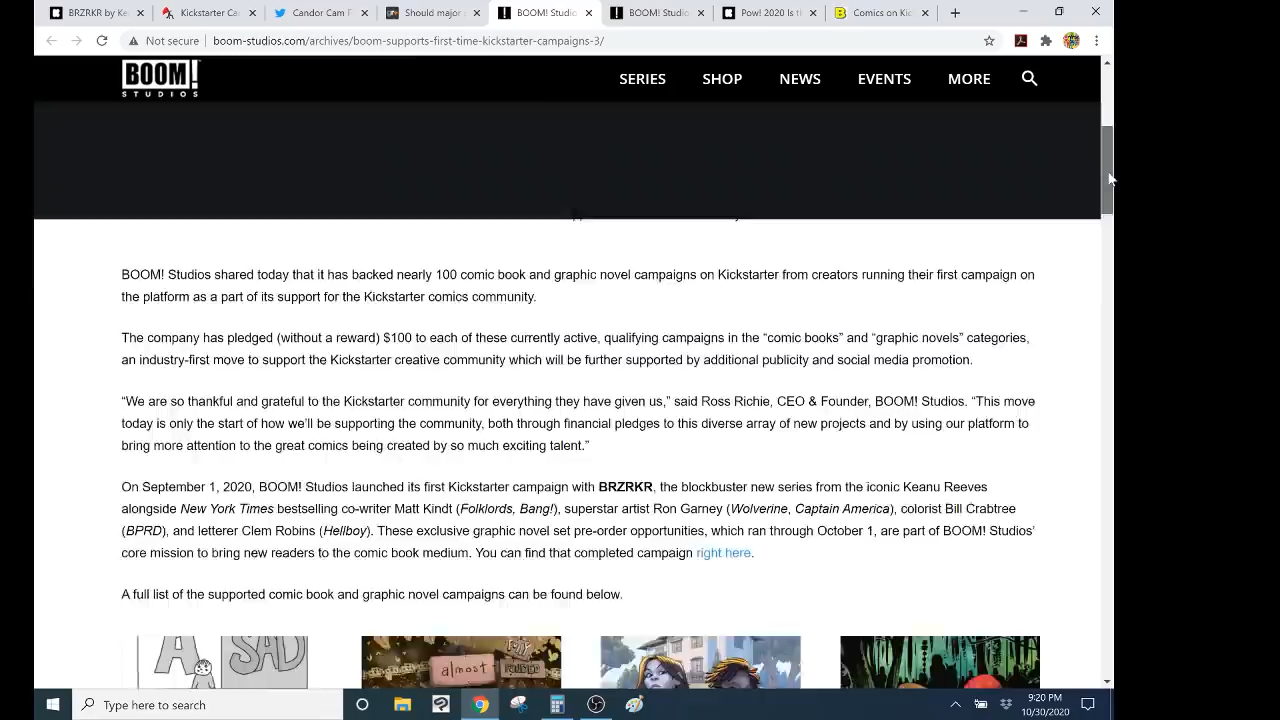 BRZRKR by Ke
Kickstarter Ca
Candor Cam
Should major
BOOM! Studio
BOOM! Studio
Pow! 2020 Is t
Comics on Kic
Not secure
boom-studios.com/archives/boom-supports-first-time-kickstarter-campaigns-3/
BOOM!
STUDIOS
SERIES
SHOP
NEWS
EVENTS
MORE
BOOM! Studios shared today that it has backed nearly 100 comic book and graphic novel campaigns on Kickstarter from creators running their first campaign on
the platform as a part of its support for the Kickstarter comics community.
The company has pledged (without a reward) $100 to each of these currently active, qualifying campaigns in the “comic books” and “graphic novels” categories,
an industry-first move to support the Kickstarter creative community which will be further supported by additional publicity and social media promotion.
“We are so thankful and grateful to the Kickstarter community for everything they have given us,” said Ross Richie, CEO & Founder, BOOM! Studios. “This move
today is only the start of how we’ll be supporting the community, both through financial pledges to this diverse array of new projects and by using our platform to
bring more attention to the great comics being created by so much exciting talent.”
On September 1, 2020, BOOM! Studios launched its first Kickstarter campaign with BRZRKR, the blockbuster new series from the iconic Keanu Reeves
alongside New York Times bestselling co-writer Matt Kindt (Folklords, Bang!), superstar artist Ron Garney (Wolverine, Captain America), colorist Bill Crabtree
(BPRD), and letterer Clem Robins (Hellboy). These exclusive graphic novel set pre-order opportunities, which ran through October 1, are part of BOOM! Studios’
core mission to bring new readers to the comic book medium. You can find that completed campaign right here.
A full list of the supported comic book and graphic novel campaigns can be found below.
A SAD
almost
Type here to search
9:20 PM
10/30/2020